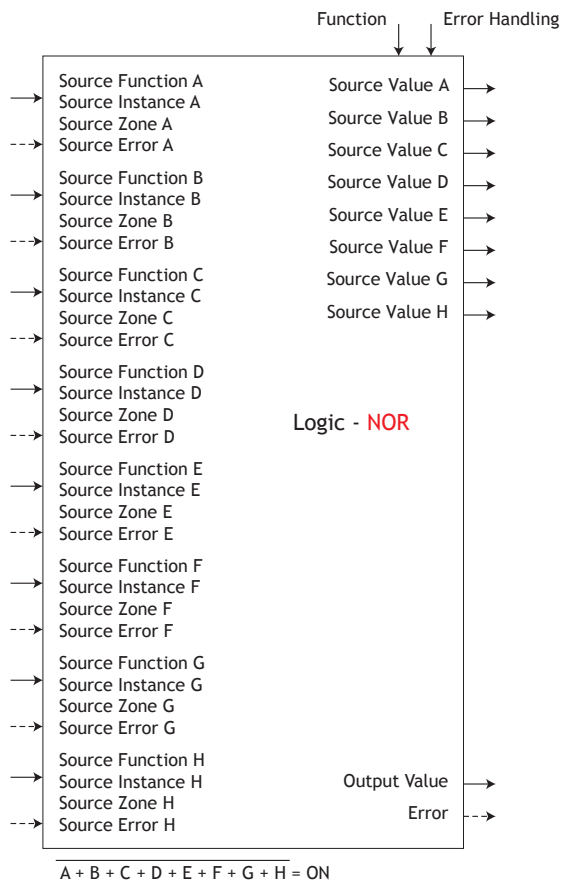 Function
Error Handling
Source Function A
Source Instance A
Source Zone A
Source Error A
Source Function B
Source Instance B
Source Zone B
Source Error B
Source Function C
Source Instance C
Source Zone C
Source Error C
Source Function D
Source Instance D
Source Zone D
Source Error D
Source Function E
Source Instance E
Source Zone E
Source Error E
Source Function F
Source Instance F
Source Zone F
Source Error F
Source Function G
Source Instance G
Source Zone G
Source Error G
Source Function H
Source Instance H
Source Zone H
Source Error H
Source Value A
Source Value B
Source Value C
Source Value D
Source Value E
Source Value F
Source Value G
Source Value H
Logic - NOR
Output Value
Error
A + B + C + D + E + F + G + H = ON